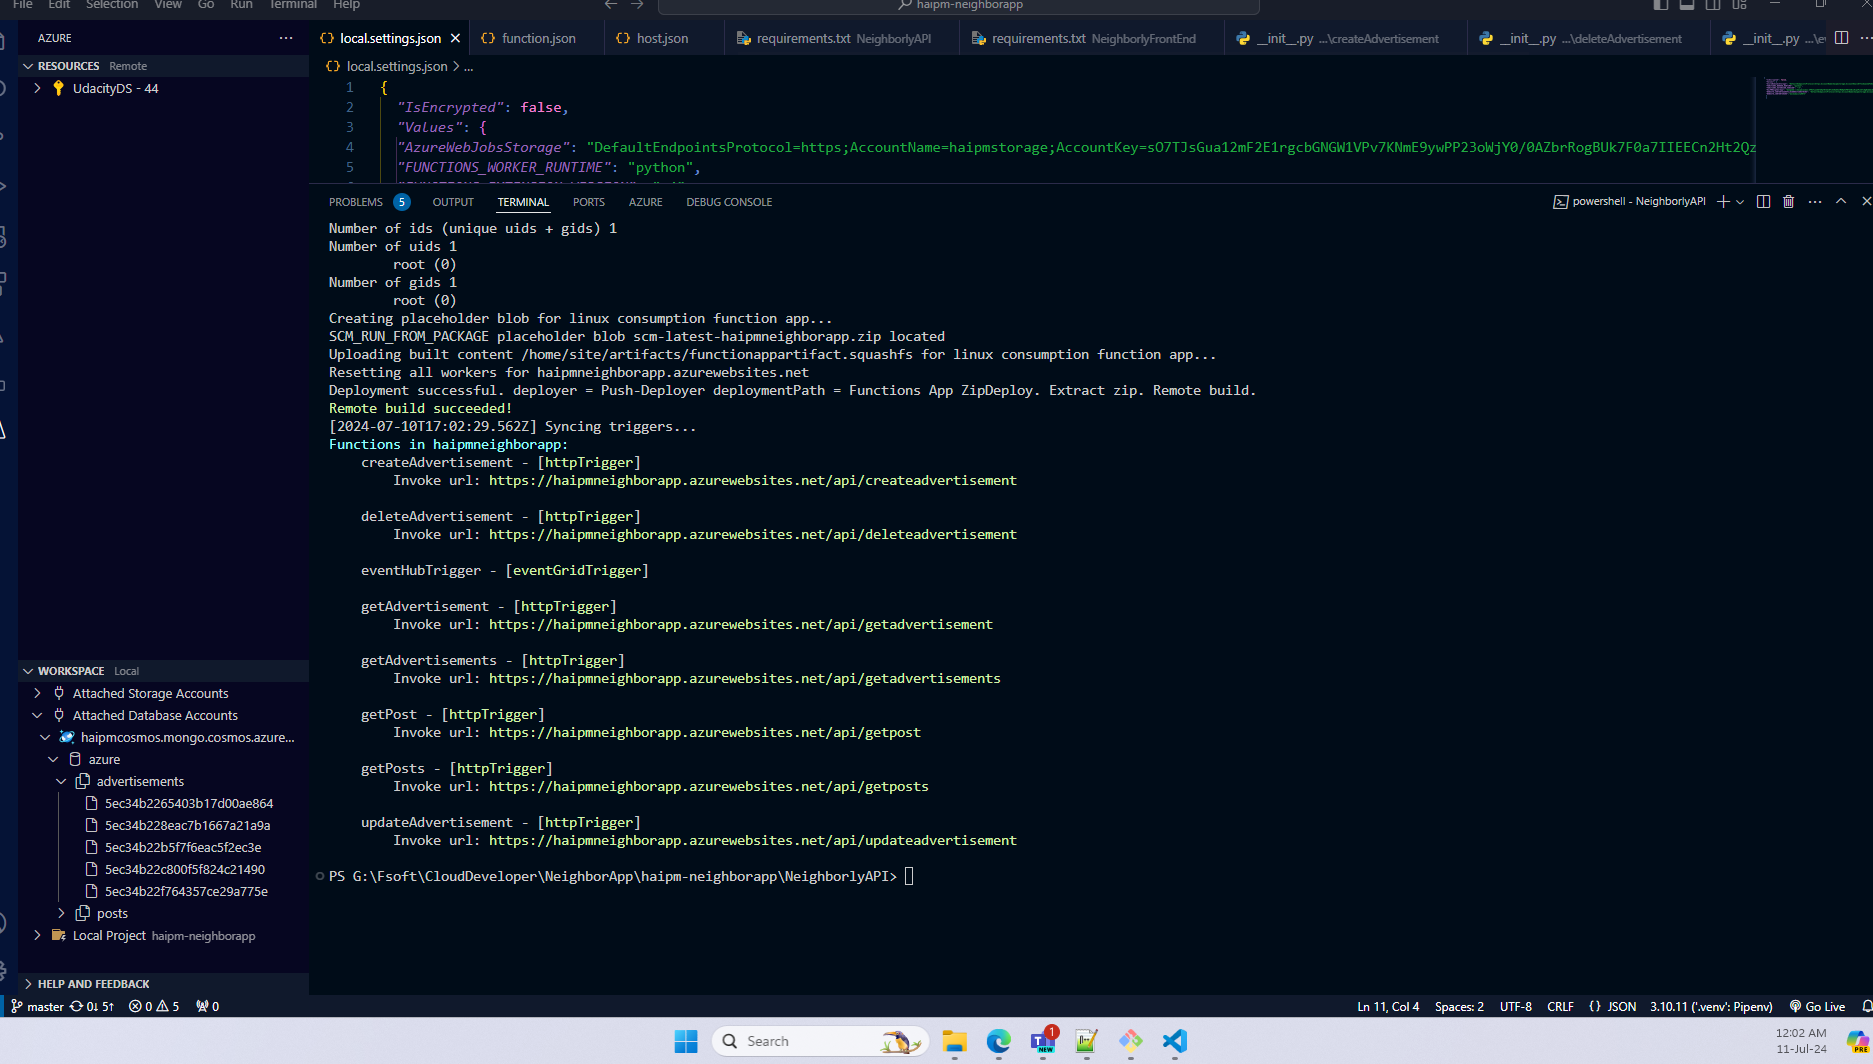 File Edit Selection View Go Run Terminal Help
haipm-neighborapp
AZURE
local.settings.json
function.json
host.json
requirements.txt NeighborlyAPI
requirements.txt NeighborlyFrontEnd
__init__.py ...\createAdvertisement
__init__.py ...\deleteAdvertisement
__init__.py ...\ev
RESOURCES Remote
UdacityDS - 44
local.settings.json > ...
1 {
2 "IsEncrypted": false,
3 "Values": {
4 "AzureWebJobsStorage": "DefaultEndpointsProtocol=https;AccountName=haipmstorage;AccountKey=
5 "FUNCTIONS_WORKER_RUNTIME": "python",
PROBLEMS 5 OUTPUT TERMINAL PORTS AZURE DEBUG CONSOLE
powershell - NeighborlyAPI
Number of ids (unique uids + gids) 1
Number of uids 1
root (0)
Number of gids 1
root (0)
Creating placeholder blob for linux consumption function app...
SCM_RUN_FROM_PACKAGE placeholder blob scm-latest-haipmneighborapp.zip located
Uploading built content /home/site/artifacts/functionappartifact.squashfs for linux consumption function app...
Resetting all workers for haipmneighborapp.azurewebsites.net
Deployment successful. deployer = Push-Deployer deploymentPath = Functions App ZipDeploy. Extract zip. Remote build.
Remote build succeeded!
[2024-07-10T17:02:29.562Z] Syncing triggers...
Functions in haipmneighborapp:
createAdvertisement - [httpTrigger]
Invoke url: https://haipmneighborapp.azurewebsites.net/api/createadvertisement
deleteAdvertisement - [httpTrigger]
Invoke url: https://haipmneighborapp.azurewebsites.net/api/deleteadvertisement
eventHubTrigger - [eventGridTrigger]
getAdvertisement - [httpTrigger]
Invoke url: https://haipmneighborapp.azurewebsites.net/api/getadvertisement
getAdvertisements - [httpTrigger]
Invoke url: https://haipmneighborapp.azurewebsites.net/api/getadvertisements
getPost - [httpTrigger]
Invoke url: https://haipmneighborapp.azurewebsites.net/api/getpost
getPosts - [httpTrigger]
Invoke url: https://haipmneighborapp.azurewebsites.net/api/getposts
updateAdvertisement - [httpTrigger]
Invoke url: https://haipmneighborapp.azurewebsites.net/api/updateadvertisement
PS G:\Fsoft\CloudDeveloper\NeighborApp\haipm-neighborapp\NeighborlyAPI>
WORKSPACE Local
Attached Storage Accounts
Attached Database Accounts
haipmcosmos.mongo.cosmos.azure...
azure
advertisements
5ec34b2265403b17d00ae864
5ec34b228eac7b1667a21a9a
5ec34b22b5f7f6eac5f2ec3e
5ec34b22c800f5f824c21490
5ec34b22f764357ce29a775e
posts
Local Project haipm-neighborapp
HELP AND FEEDBACK
master 0↓ 5↑ 0 5 0
Ln 11, Col 4 Spaces: 2 UTF-8 CRLF {} JSON 3.10.11 ('.venv': Pipenv) Go Live
Search
1
NEW
12:02 AM
11-Jul-24
PRE